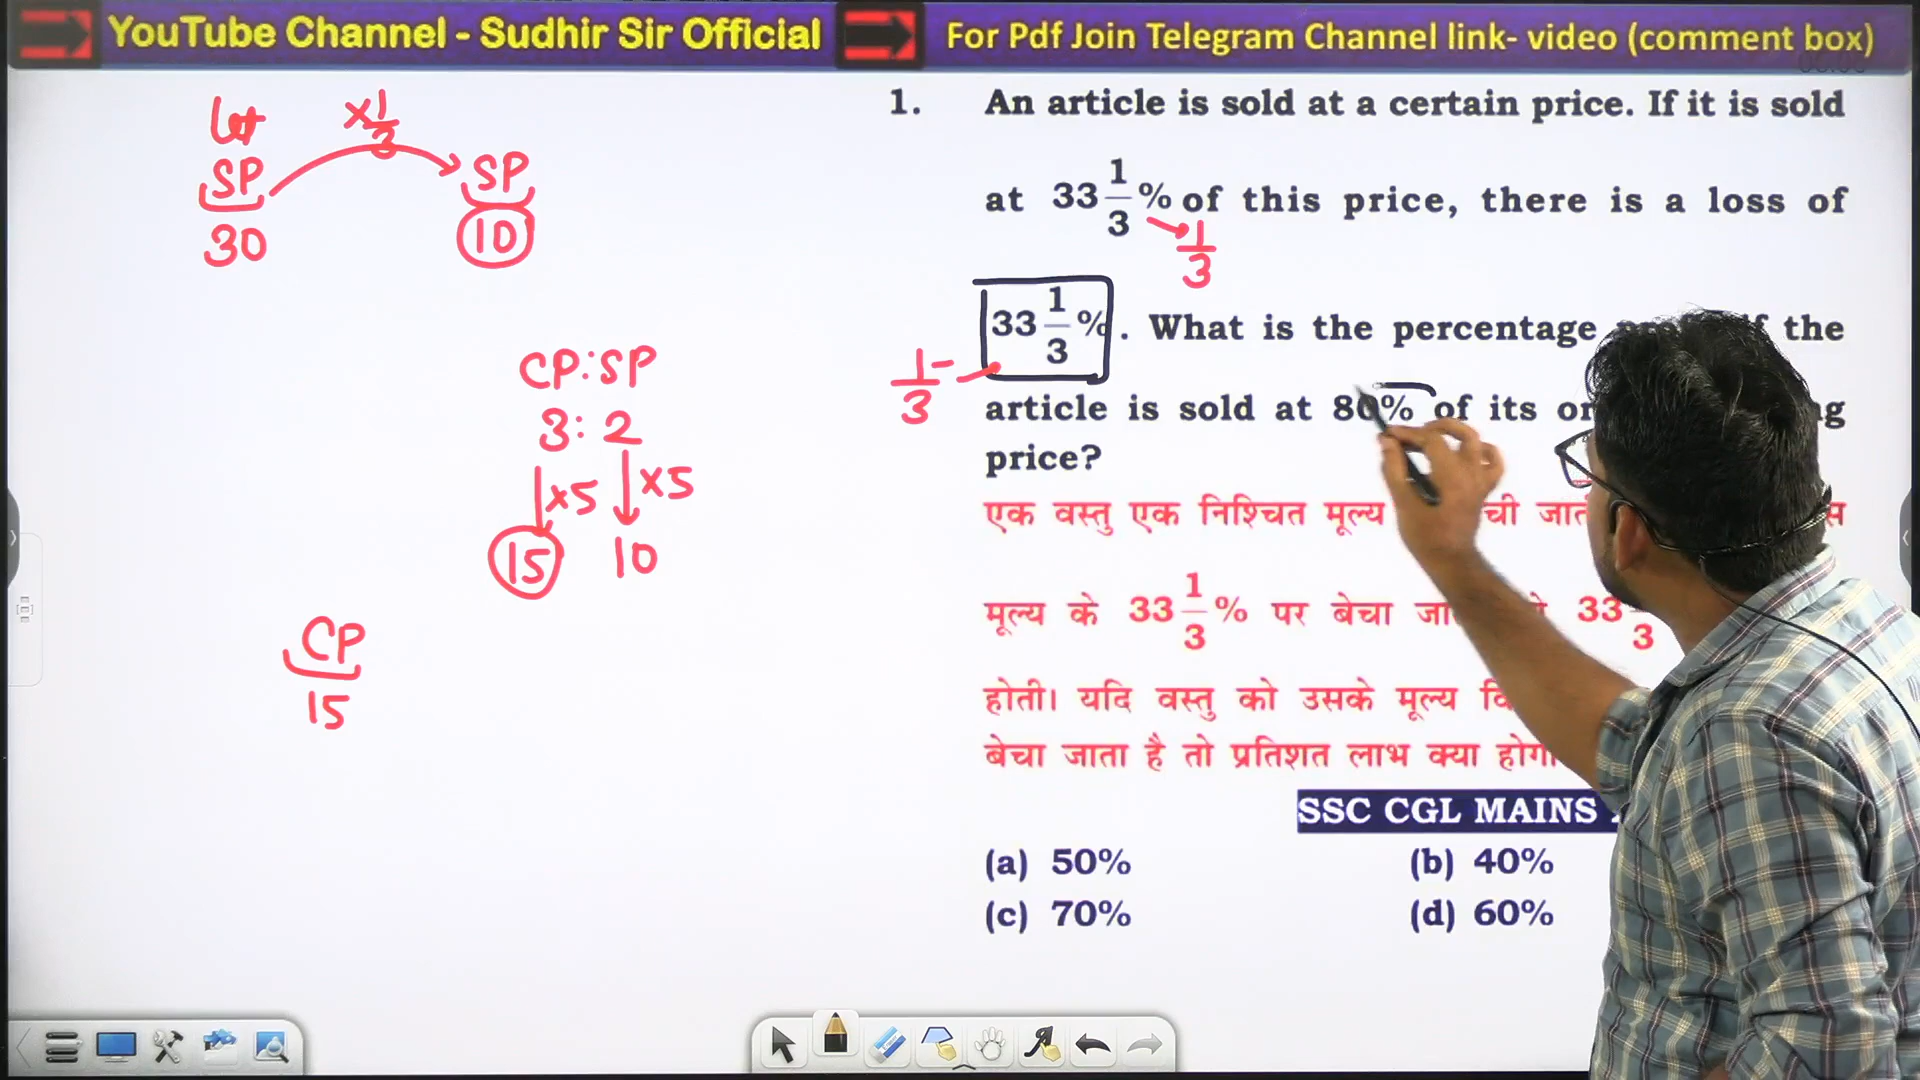 YouTube Channel - Sudhir Sir Official
For Pdf Join Telegram Channel link- video (comment box)
Let
SP
30
×1/3
SP
10
CP:SP
3:2
×5 ×5
15 10
CP
15
1. An article is sold at a certain price. If it is sold
at 33 1/3 % of this price, there is a loss of
1/3
33 1/3 % . What is the percentage the
1/3
article is sold at 80% of its
price?
एक वस्तु एक निश्चित मूल्य
मूल्य के 33 1/3 % पर बेचा 33 3
होती। यदि वस्तु को उसके मूल्य
बेचा जाता है तो प्रतिशत लाभ क्या
SSC CGL MAINS
(a) 50% (b) 40%
(c) 70% (d) 60%